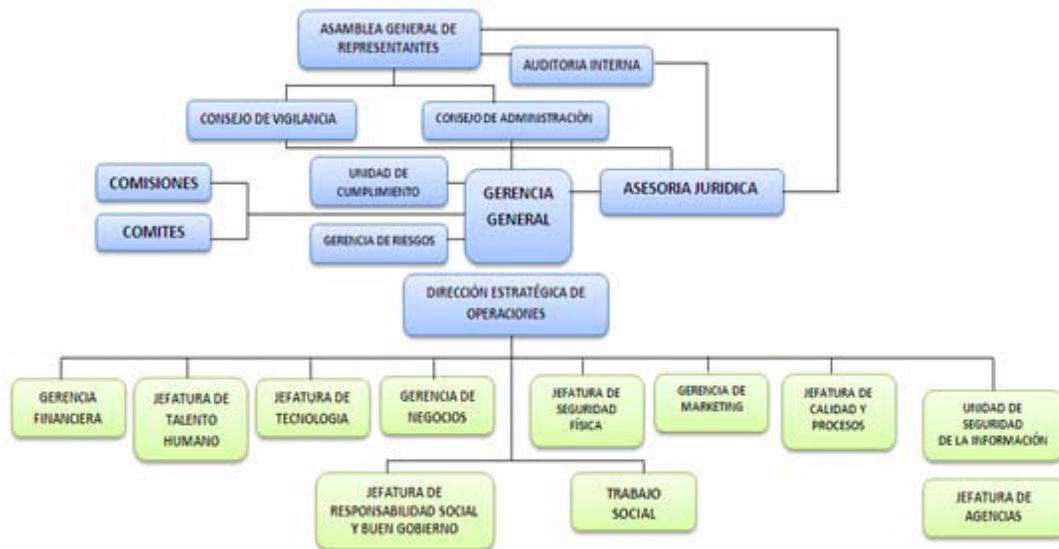 ASAMBLEA GENERAL DE
REPRESENTANTES
AUDITORIA INTERNA
CONSEJO DE VIGILANCIA
CONSEJO DE ADMINISTRACIÒN
COMISIONES
COMITES
UNIDAD DE
CUMPLIMIENTO
GERENCIA DE RIESGOS
GERENCIA
GENERAL
ASESORIA JURIDICA
DIRECCIÓN ESTRATÉGICA DE
OPERACIONES
GERENCIA
FINANCIERA
JEFATURA DE
TALENTO
HUMANO
JEFATURA DE
TECNOLOGIA
GERENCIA DE
NEGOCIOS
JEFATURA DE
SEGURIDAD
FÍSICA
GERENCIA DE
MARKETING
JEFATURA DE
CALIDAD Y
PROCESOS
UNIDAD DE
SEGURIDAD
DE LA INFORMACIÓN
JEFATURA DE
RESPONSABILIDAD SOCIAL
Y BUEN GOBIERNO
TRABAJO
SOCIAL
JEFATURA DE
AGENCIAS